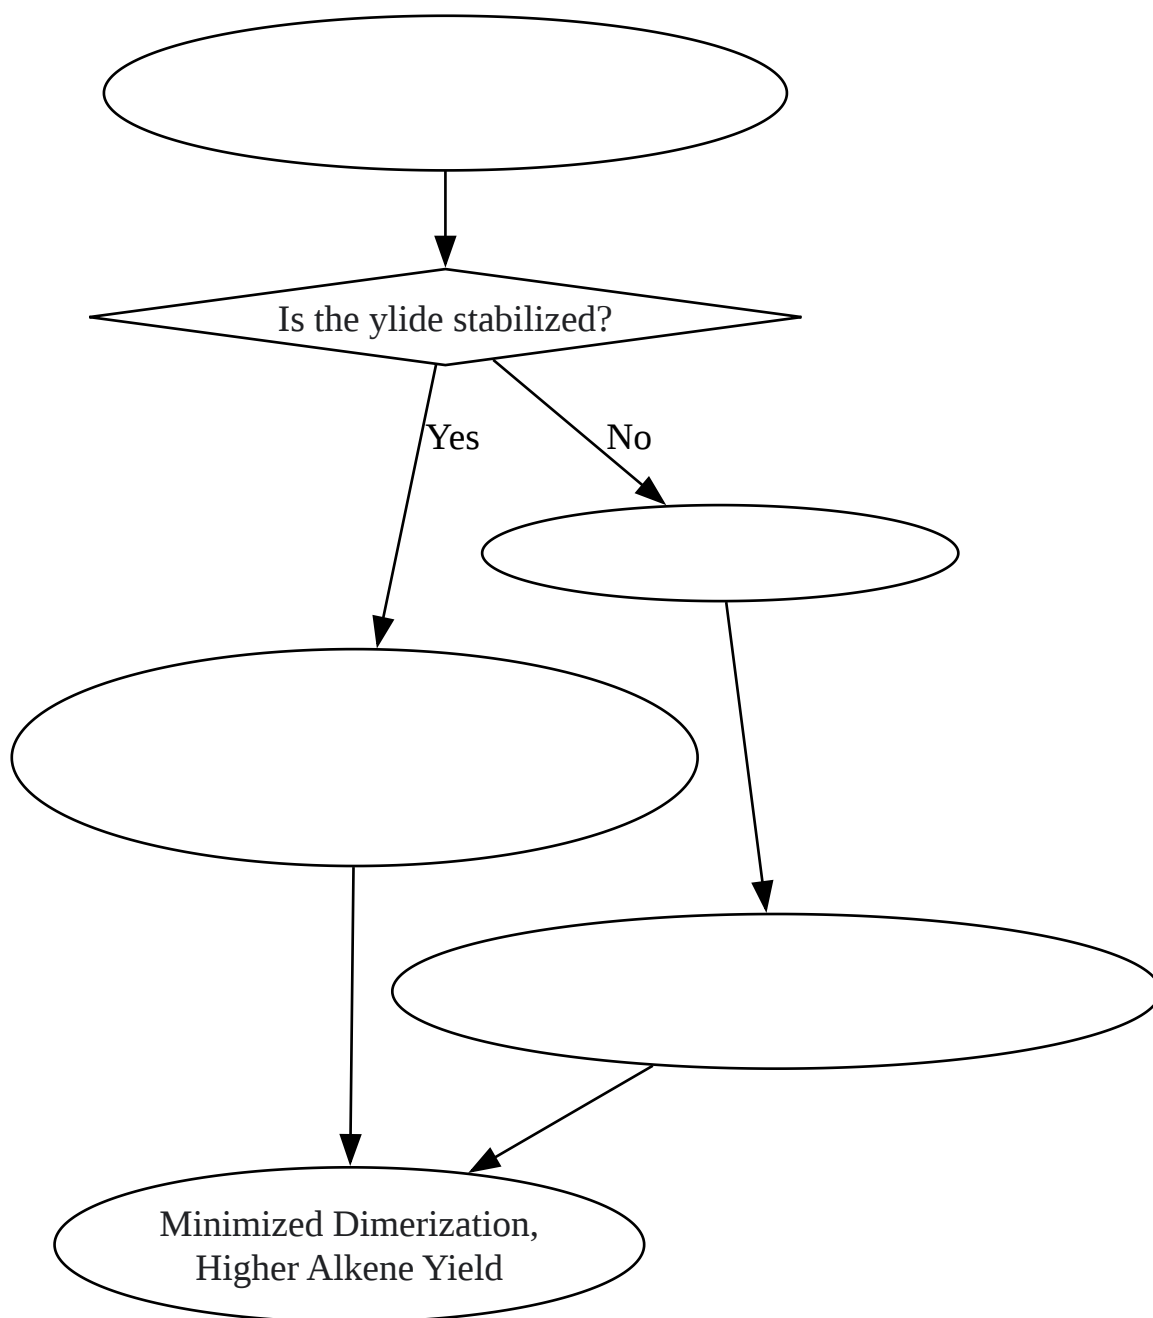 Is the ylide stabilized?
Yes
No
Minimized Dimerization,
Higher Alkene Yield